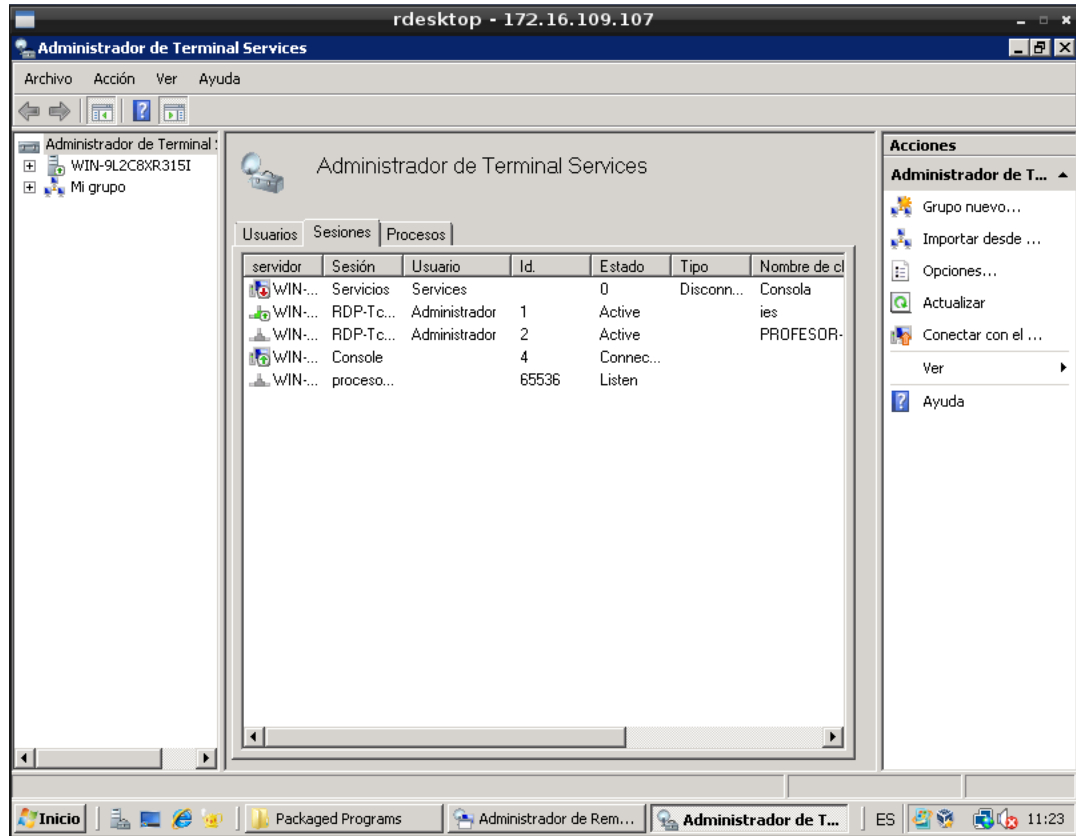 rdesktop - 172.16.109.107
Administrador de Terminal Services
Archivo Acción Ver Ayuda
Administrador de Terminal
WIN-9L2C8XR315I
Mi grupo
Administrador de Terminal Services
Usuarios Sesiones Procesos
servidor Sesión Usuario Id. Estado Tipo Nombre de cl
WIN-... Servicios Services 0 Disconn... Consola
WIN-... RDP-Tc... Administrador 1 Active ies
WIN-... RDP-Tc... Administrador 2 Active PROFESOR-
WIN-... Console 4 Connec...
WIN-... proceso... 65536 Listen
Acciones
Administrador de T...
Grupo nuevo...
Importar desde ...
Opciones...
Actualizar
Conectar con el ...
Ver
Ayuda
Inicio Packaged Programs Administrador de Rem... Administrador de T... ES 11:23